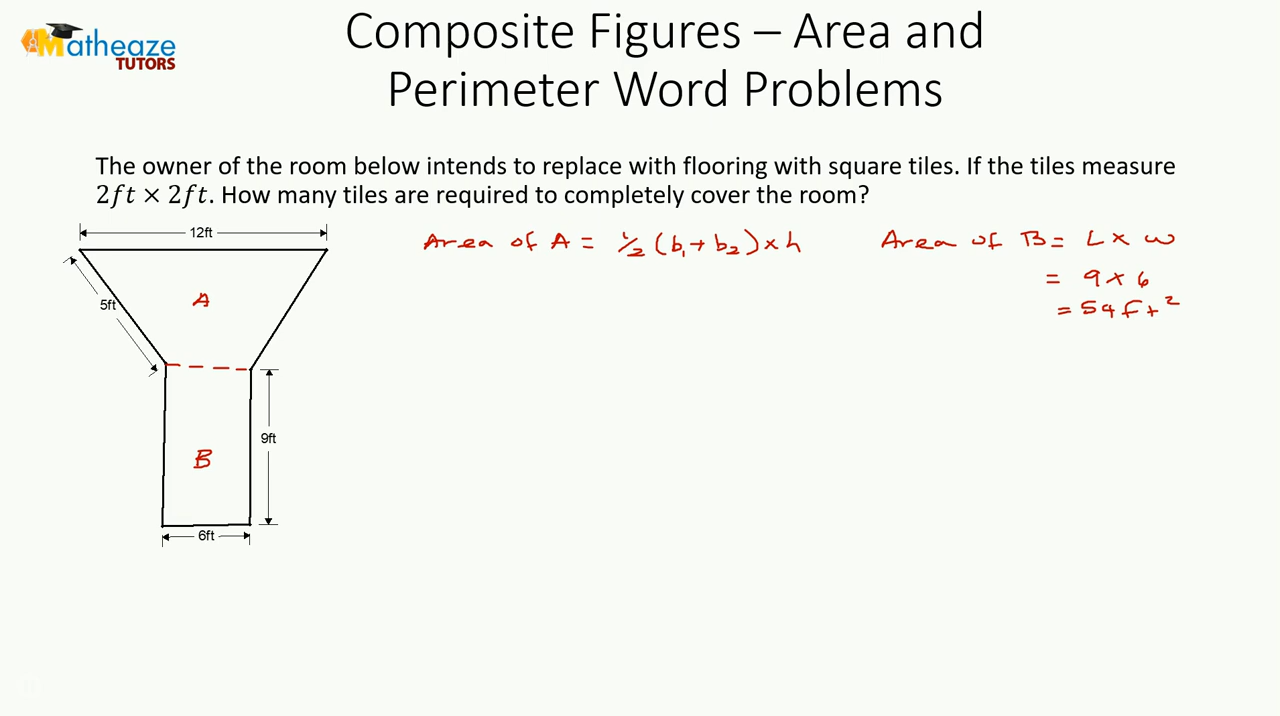 Matheaze
TUTORS
Composite Figures – Area and
Perimeter Word Problems
The owner of the room below intends to replace with flooring with square tiles. If the tiles measure
2ft × 2ft. How many tiles are required to completely cover the room?
12ft
5ft
A
9ft
B
6ft
Area of A = 1/2 (b₁ + b₂) × h
Area of B = L × w
= 9 × 6
= 54 ft²